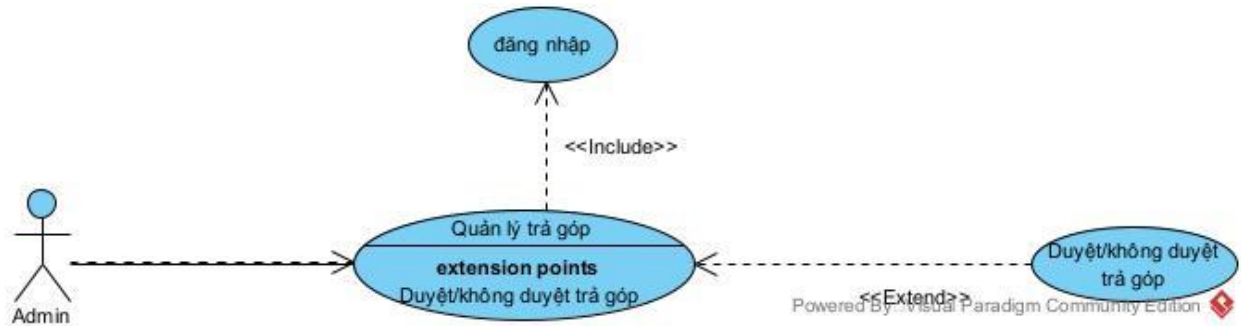 đăng nhập
<<Include>>
Quản lý trả góp
extension points
Duyệt/không duyệt trả góp
Duyệt/không duyệt
trả góp
<<Extend>>
Powered By: Visual Paradigm Community Edition
Admin